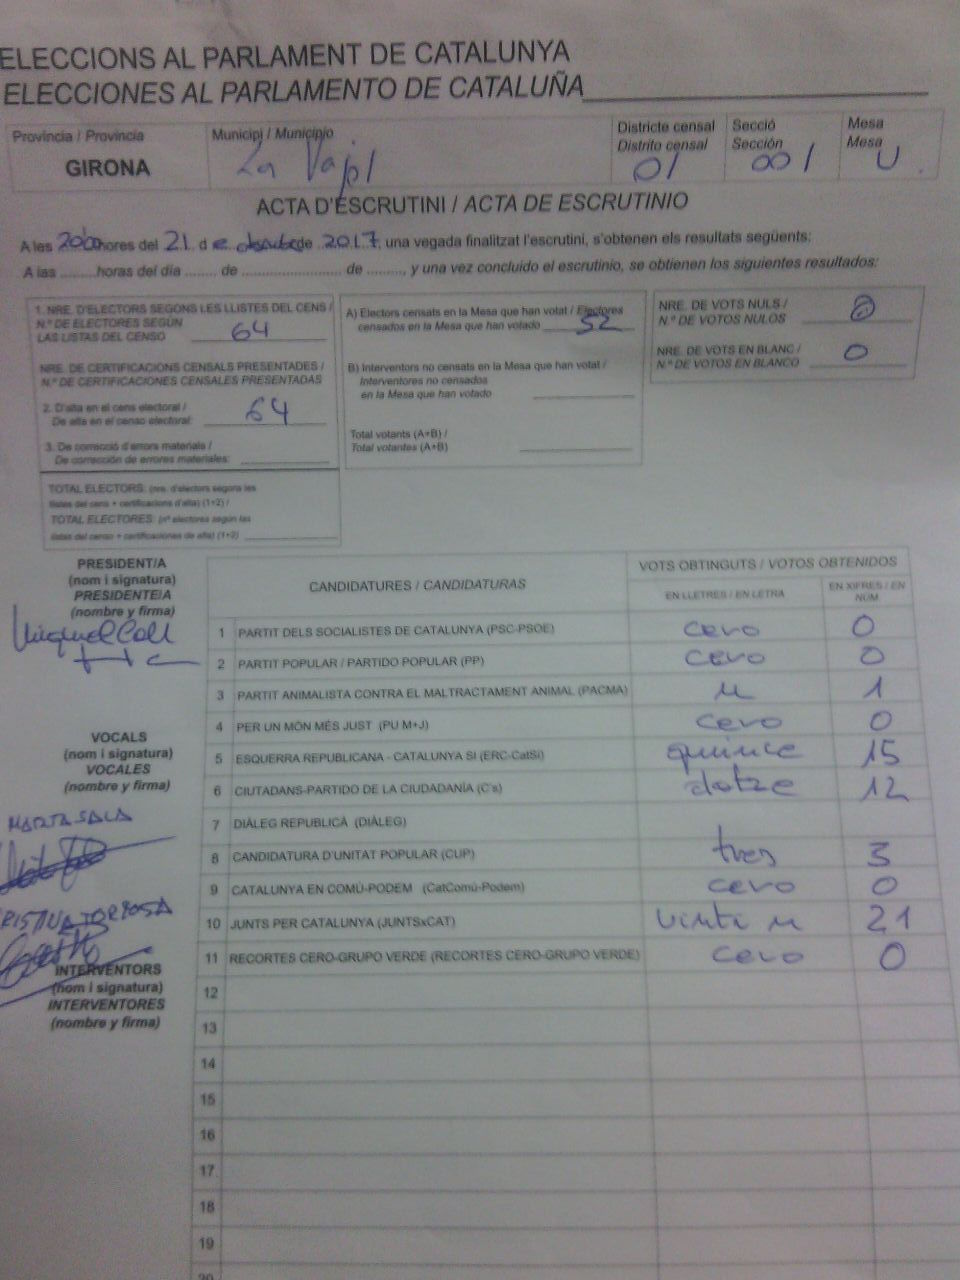 ELECCIONS AL PARLAMENT DE CATALUNYA
ELECCIONES AL PARLAMENTO DE CATALUÑA
Província / Provincia
GIRONA
Municipi / Municipio
La Vajol
Districte censal
Distrito censal
01
Secció
Sección
001
Mesa
Mesa
U
ACTA D'ESCRUTINI / ACTA DE ESCRUTINIO
A les hores del 21 d de 2017, una vegada finalitzat l'escrutini, s'obtenen els resultats següents:
A las ......... horas del día ........ de ........................ de ........., y una vez concluido el escrutinio, se obtienen los siguientes resultados:
1. NRE. D'ELECTORS SEGONS LES LLISTES DEL CENS /
N.º DE ELECTORES SEGÚN
LAS LISTAS DEL CENSO 64
NRE. DE CERTIFICACIONS CENSALS PRESENTADES /
N.º DE CERTIFICACIONES CENSALES PRESENTADAS
2. D'alta en el cens electoral /
De alta en el censo electoral: 64
3. De correcció d'errors materials /
De corrección de errores materiales:
TOTAL ELECTORS: (nre. d'electors segons les
llistes del cens + certificacions d'alta) (1+2) /
TOTAL ELECTORES: (nº electores según las
listas del censo + certificaciones de alta) (1+2)
A) Electors censats en la Mesa que han votat / Electores
censados en la Mesa que han votado 52
B) Interventors no censats en la Mesa que han votat /
Interventores no censados
en la Mesa que han votado
Total votants (A+B) /
Total votantes (A+B)
NRE. DE VOTS NULS /
N.º DE VOTOS NULOS 0
NRE. DE VOTS EN BLANC /
N.º DE VOTOS EN BLANCO 0
PRESIDENT/A
(nom i signatura)
PRESIDENTE/A
(nombre y firma)
Miquel Coll
VOCALS
(nom i signatura)
VOCALES
(nombre y firma)
MARTA SALA
RISTINA TORTOSA
INTERVENTORS
(nom i signatura)
INTERVENTORES
(nombre y firma)
CANDIDATURES / CANDIDATURAS
VOTS OBTINGUTS / VOTOS OBTENIDOS
EN LLETRES / EN LETRA
EN XIFRES / EN NÚM
1 PARTIT DELS SOCIALISTES DE CATALUNYA (PSC-PSOE) cero 0
2 PARTIT POPULAR / PARTIDO POPULAR (PP) cero 0
3 PARTIT ANIMALISTA CONTRA EL MALTRACTAMENT ANIMAL (PACMA) u 1
4 PER UN MÓN MÉS JUST (PU M+J) cero 0
5 ESQUERRA REPUBLICANA - CATALUNYA SI (ERC-CatSí) quince 15
6 CIUTADANS-PARTIDO DE LA CIUDADANÍA (C's) dotze 12
7 DIÀLEG REPUBLICÀ (DIÀLEG)
8 CANDIDATURA D'UNITAT POPULAR (CUP) tres 3
9 CATALUNYA EN COMÚ-PODEM (CatComú-Podem) cero 0
10 JUNTS PER CATALUNYA (JUNTSxCAT) vinti u 21
11 RECORTES CERO-GRUPO VERDE (RECORTES CERO-GRUPO VERDE) cero 0
12
13
14
15
16
17
18
19
20